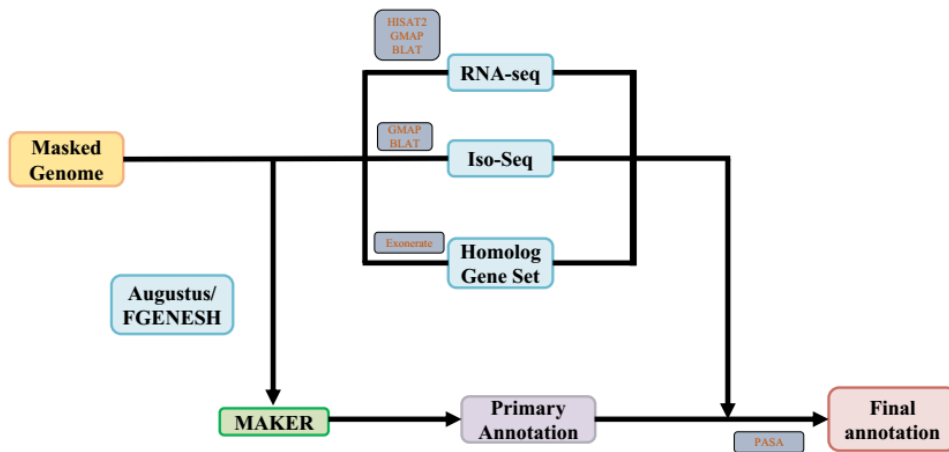 HISAT2
GMAP
BLAT
RNA-seq
GMAP
BLAT
Masked
Genome
Iso-Seq
Exonerate
Homolog
Gene Set
Augustus/
FGENESH
MAKER
Primary
Annotation
PASA
Final
annotation